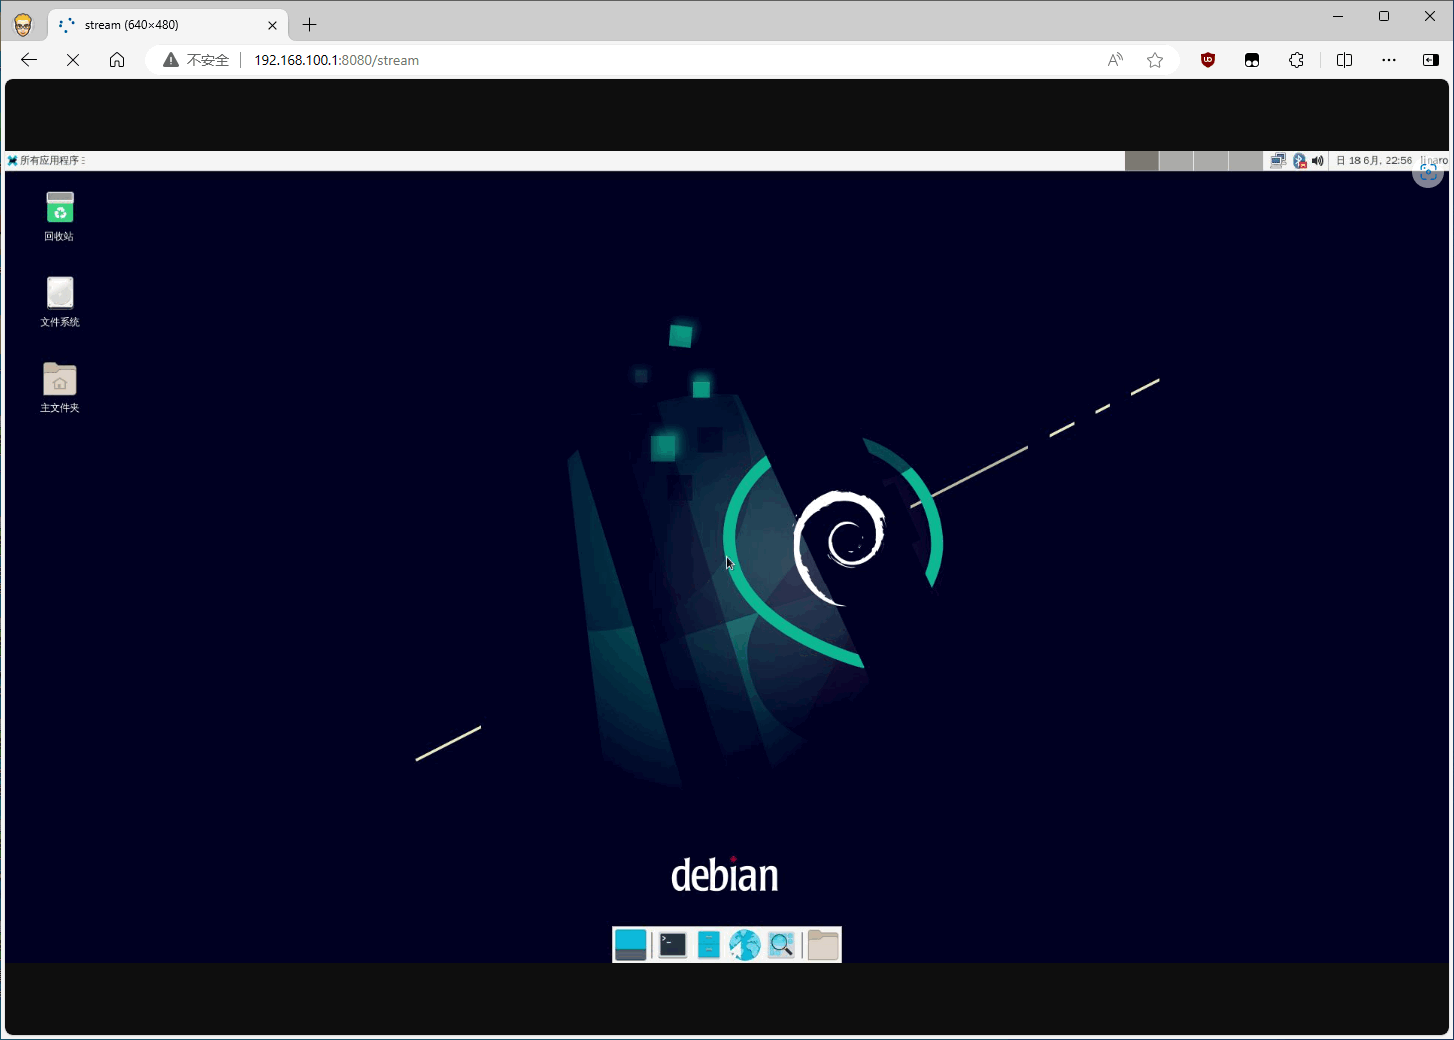 stream (640×480)
不安全
192.168.100.1:8080/stream
所有应用程序
日 18 6月, 22:56
回收站
文件系统
主文件夹
debian